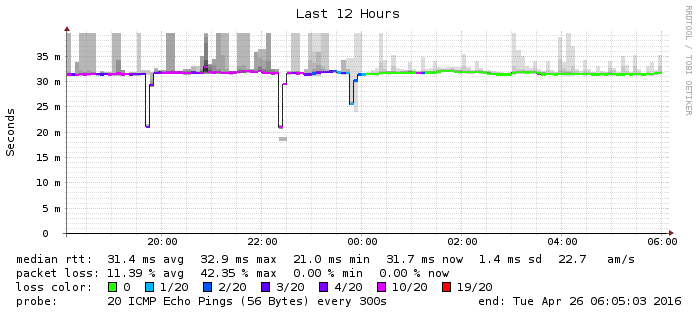 Last 12 Hours
RRDTOOL / TOBI OETIKER
Seconds
35 m
30 m
25 m
20 m
15 m
10 m
5 m
0
20:00 22:00 00:00 02:00 04:00 06:00
median rtt: 31.4 ms avg 32.9 ms max 21.0 ms min 31.7 ms now 1.4 ms sd 22.7 am/s
packet loss: 11.39 % avg 42.35 % max 0.00 % min 0.00 % now
loss color: 0 1/20 2/20 3/20 4/20 10/20 19/20
probe: 20 ICMP Echo Pings (56 Bytes) every 300s end: Tue Apr 26 06:05:03 2016